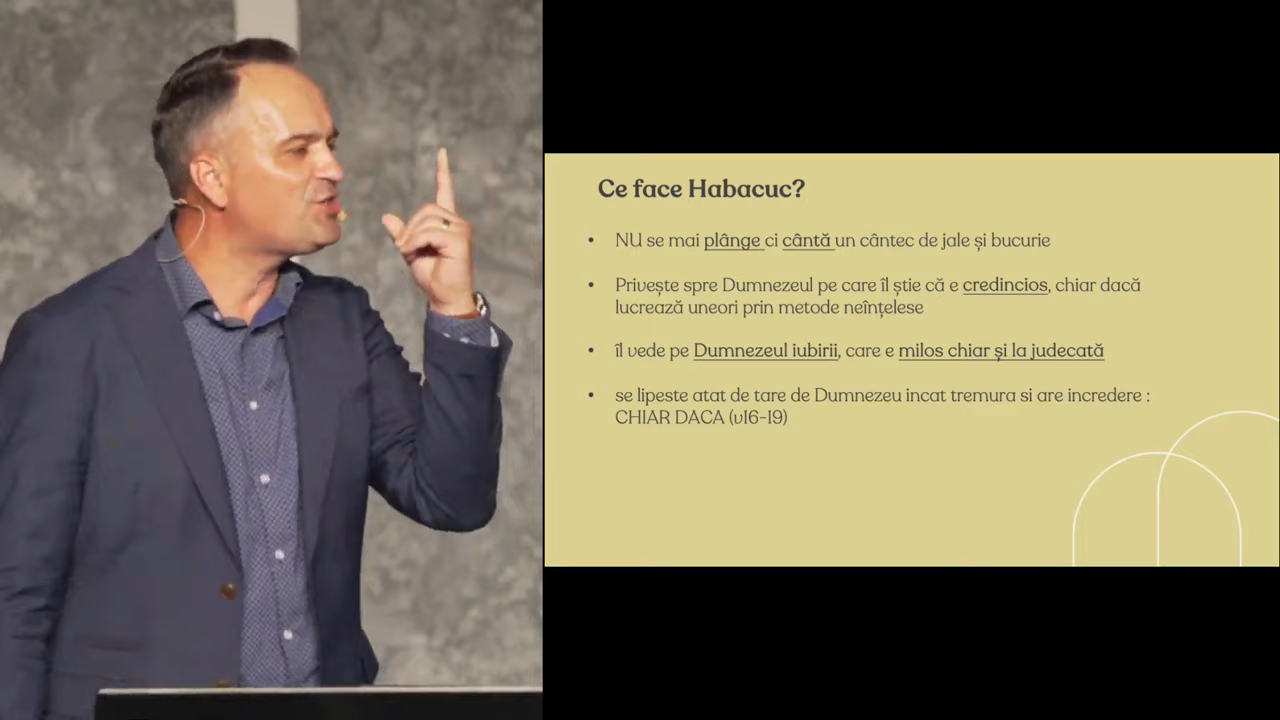 Ce face Habacuc?
• NU se mai plânge ci cântă un cântec de jale și bucurie
• Privește spre Dumnezeul pe care îl știe că e credincios, chiar dacă
lucrează uneori prin metode neînțelese
• îl vede pe Dumnezeul iubirii, care e milos chiar și la judecată
• se lipeste atat de tare de Dumnezeu incat tremura si are incredere :
CHIAR DACA (v16-19)